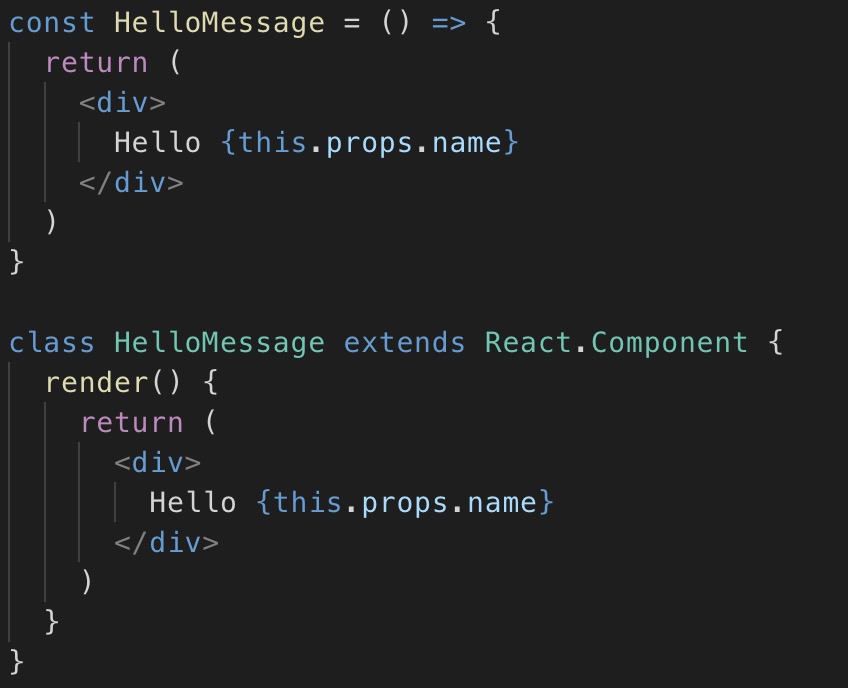 const HelloMessage = () => {
  return (
    <div>
      Hello {this.props.name}
    </div>
  )
}

class HelloMessage extends React.Component {
  render() {
    return (
      <div>
        Hello {this.props.name}
      </div>
    )
  }
}